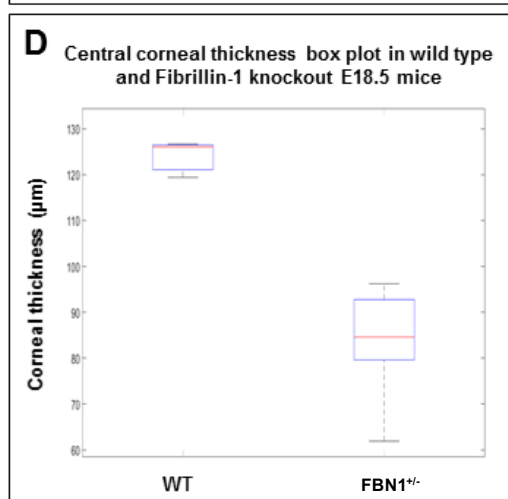 D
Central corneal thickness box plot in wild type
and Fibrillin-1 knockout E18.5 mice
Corneal thickness (µm)
130
120
110
100
90
80
70
60
WT
FBN1+/-